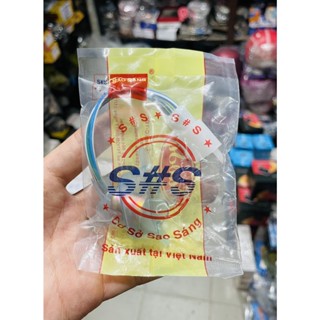 S#S ★ S#S
S#S
Cơ Sở Sao Sáng
Sản xuất tại Việt Nam